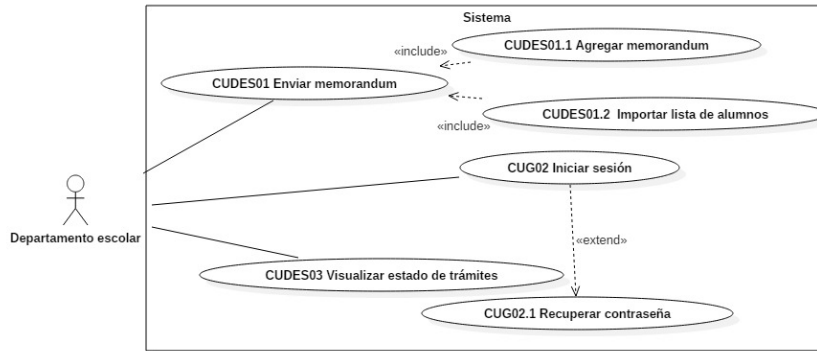 Sistema
«include»
CUDES01.1 Agregar memorandum
CUDES01 Enviar memorandum
CUDES01.2 Importar lista de alumnos
«include»
CUG02 Iniciar sesión
Departamento escolar
«extend»
CUDES03 Visualizar estado de trámites
CUG02.1 Recuperar contraseña